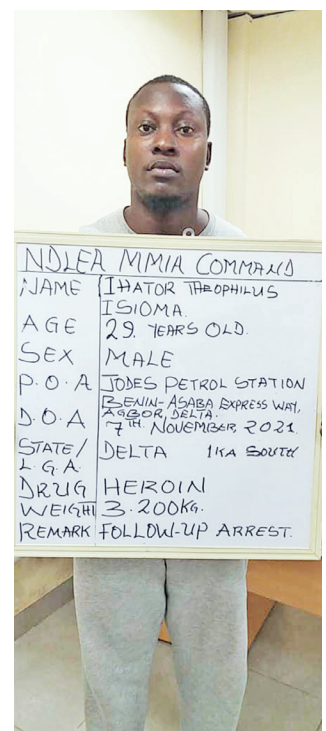 NDLEA MMIA COMMAND
NAME IHATOR THEOPHILUS
ISIOMA.
AGE 29 YEARS OLD.
SEX MALE
P.O.A JODES PETROL STATION
BENIN-ASABA EXPRESS WAY,
AGBOR, DELTA.
D.O.A 7TH. NOVEMBER, 2021.
STATE/ DELTA IKA SOUTH
L.G.A.
DRUG HEROIN
WEIGHT 3.200KG.
REMARK FOLLOW-UP ARREST.